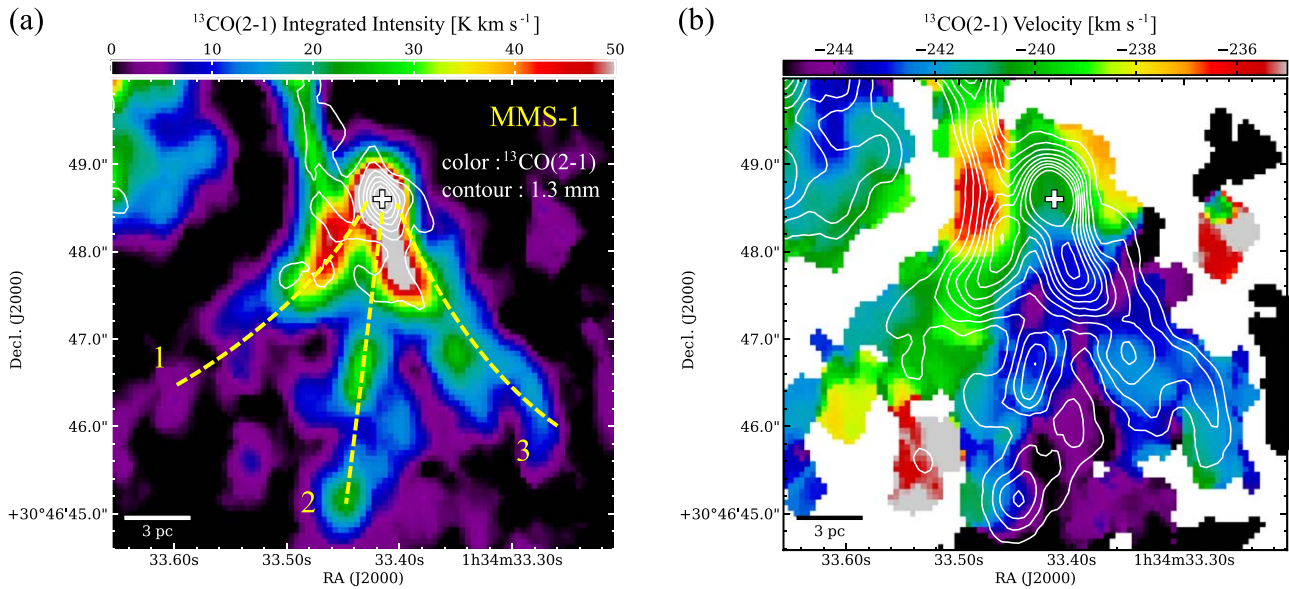 (a)
¹³CO(2-1) Integrated Intensity [K km s⁻¹]
0 10 20 30 40 50
MMS-1
color : ¹³CO(2-1)
contour : 1.3 mm
49.0"
48.0"
47.0"
46.0"
+30°46'45.0"
Decl. (J2000)
1
2
3
3 pc
33.60s 33.50s 33.40s 1h34m33.30s
RA (J2000)
(b)
¹³CO(2-1) Velocity [km s⁻¹]
−244 −242 −240 −238 −236
49.0"
48.0"
47.0"
46.0"
+30°46'45.0"
Decl. (J2000)
3 pc
33.60s 33.50s 33.40s 1h34m33.30s
RA (J2000)